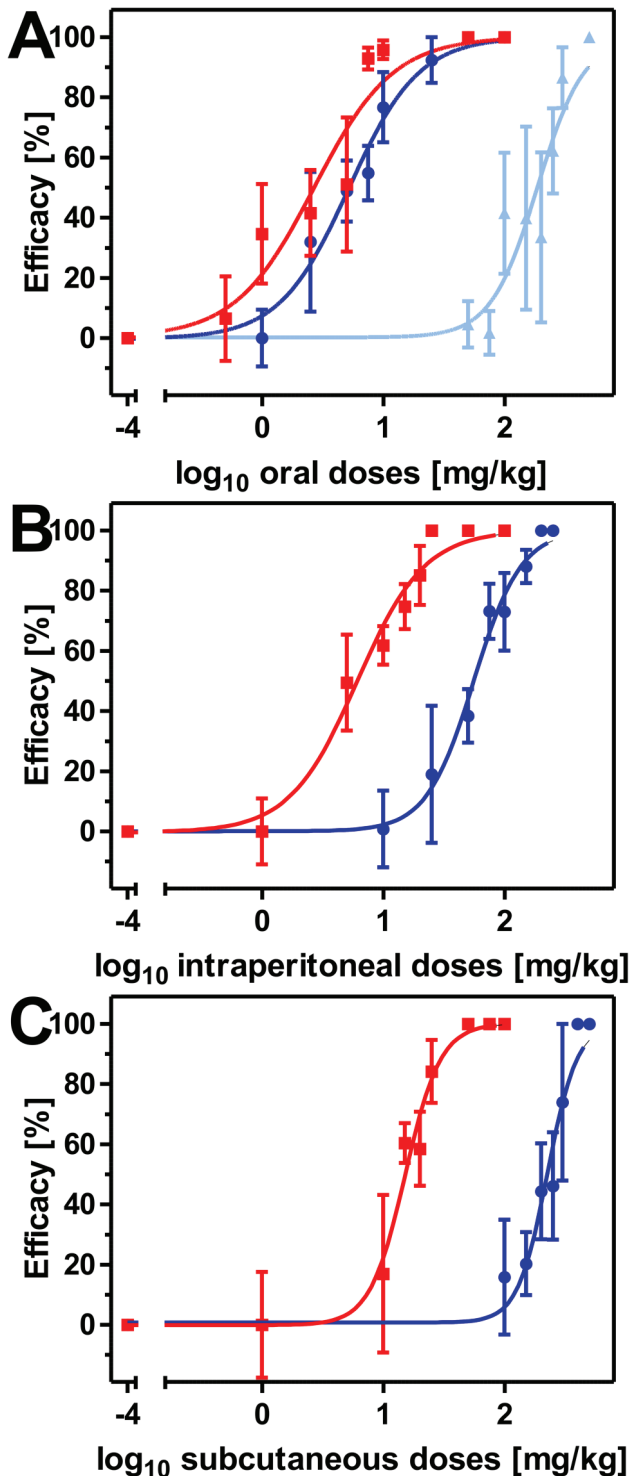 A
Efficacy [%]
100
80
60
40
20
0
-4 0 1 2
log₁₀ oral doses [mg/kg]
B
Efficacy [%]
100
80
60
40
20
0
-4 0 1 2
log₁₀ intraperitoneal doses [mg/kg]
C
Efficacy [%]
100
80
60
40
20
0
-4 0 1 2
log₁₀ subcutaneous doses [mg/kg]